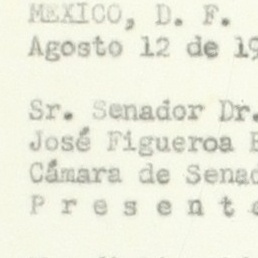 MEXICO, D. F.
Agosto 12 de 19
Sr. Senador Dr.
José Figueroa
Cámara de Senad
P r e s e n t e